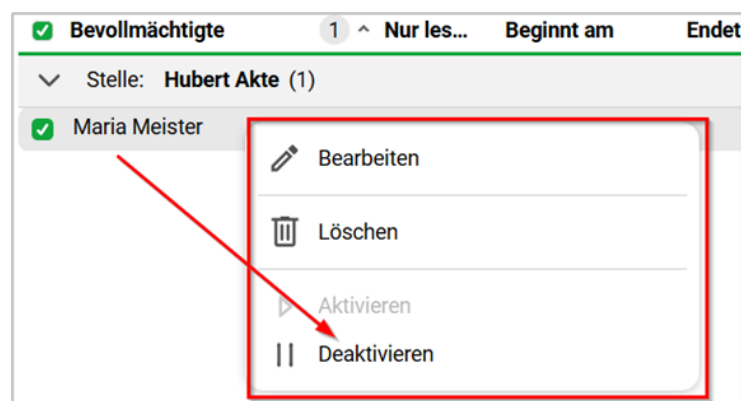 Bevollmächtigte 1 Nur les... Beginnt am Endet
Stelle: Hubert Akte (1)
Maria Meister
Bearbeiten
Löschen
Aktivieren
Deaktivieren